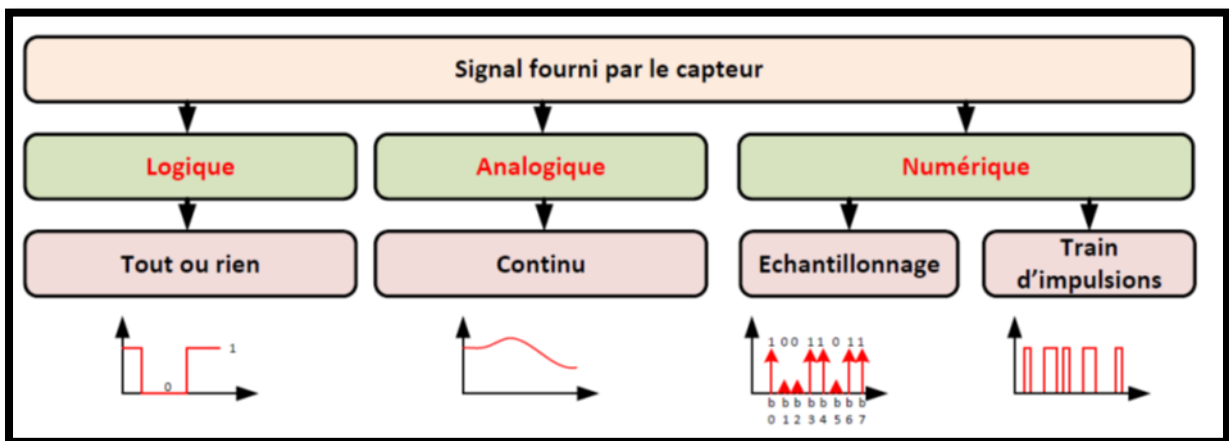 Signal fourni par le capteur
Logique
Analogique
Numérique
Tout ou rien
Continu
Echantillonnage
Train
d'impulsions
1
0
1 0 0 1 1 0 1 1
b b b b b b b b
0 1 2 3 4 5 6 7